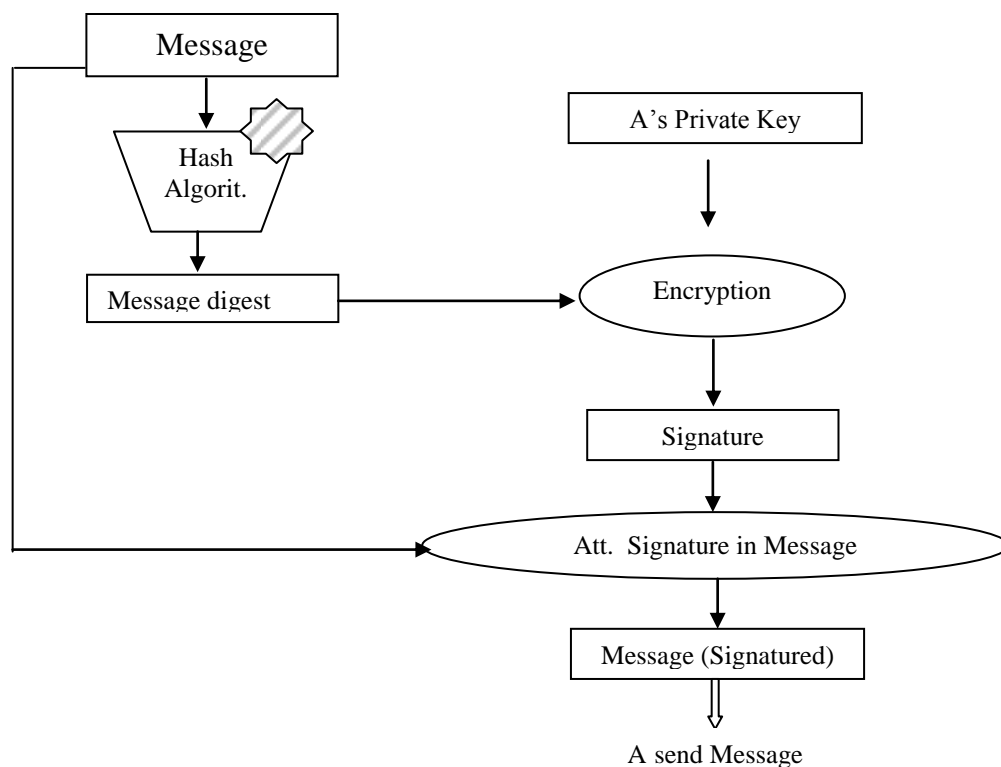 Message
A's Private Key
Hash
Algorit.
Message digest
Encryption
Signature
Att.  Signature in Message
Message (Signatured)
A send Message